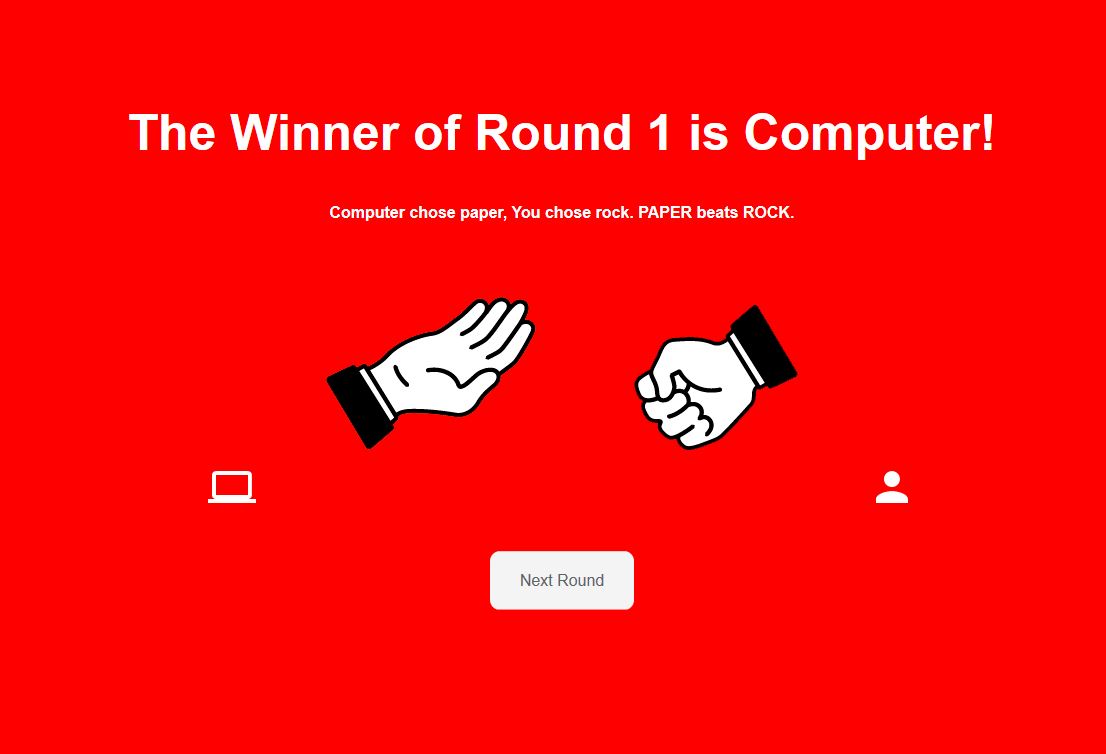 The Winner of Round 1 is Computer!
Computer chose paper, You chose rock. PAPER beats ROCK.
Next Round